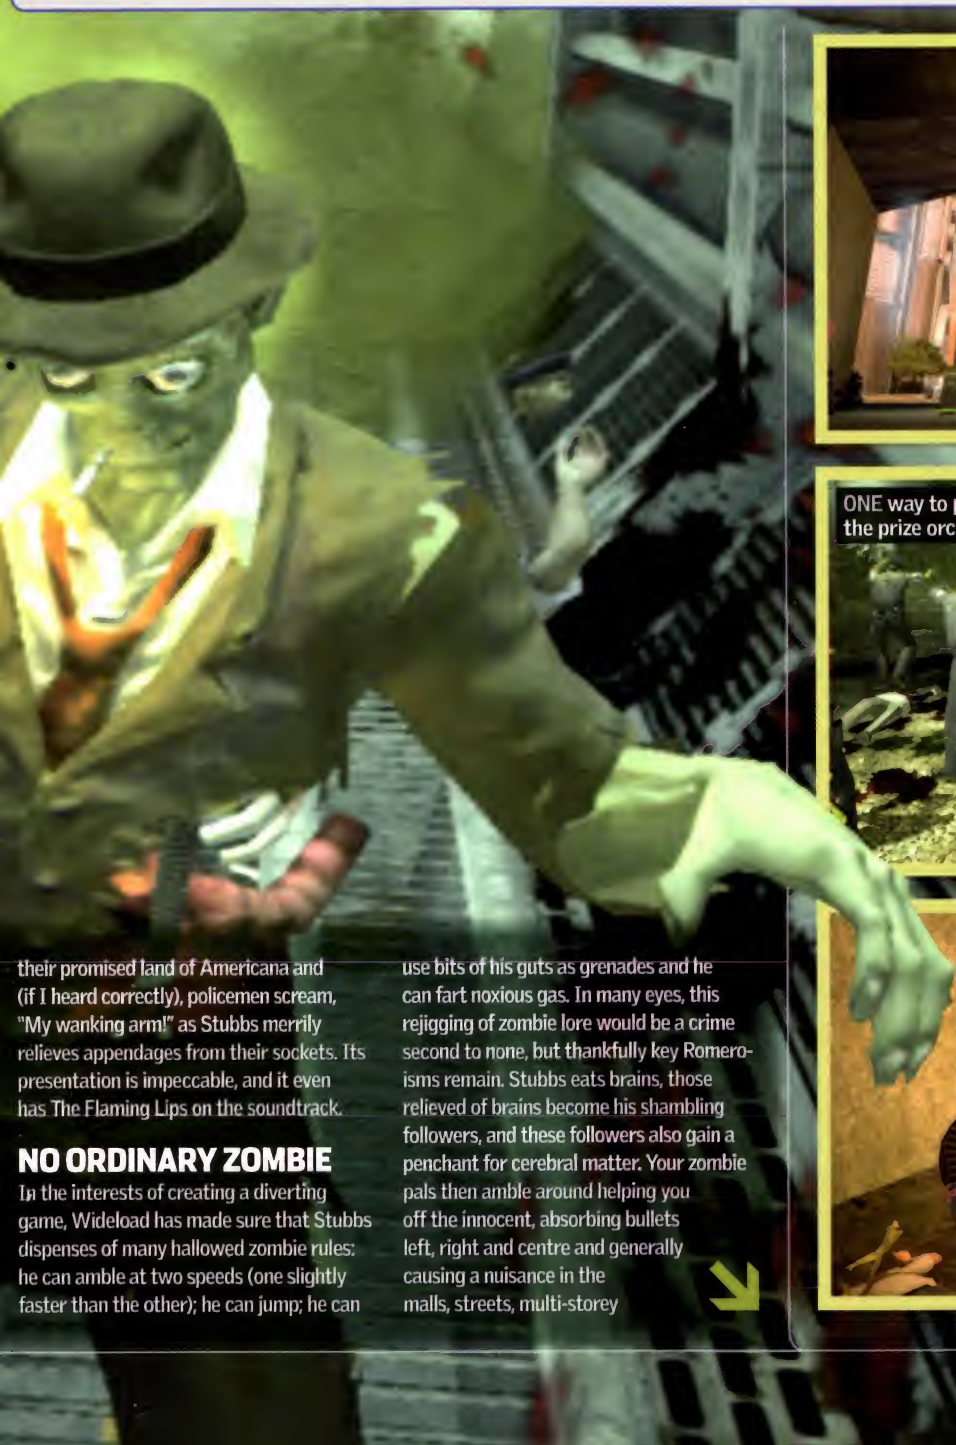 their promised land of Americana and
(if I heard correctly), policemen scream,
"My wanking arm!" as Stubbs merrily
relieves appendages from their sockets. Its
presentation is impeccable, and it even
has The Flaming Lips on the soundtrack.
NO ORDINARY ZOMBIE
In the interests of creating a diverting
game, Wideload has made sure that Stubbs
dispenses of many hallowed zombie rules:
he can amble at two speeds (one slightly
faster than the other); he can jump; he can
use bits of his guts as grenades and he
can fart noxious gas. In many eyes, this
rejigging of zombie lore would be a crime
second to none, but thankfully key Romero-
isms remain. Stubbs eats brains, those
relieved of brains become his shambling
followers, and these followers also gain a
penchant for cerebral matter. Your zombie
pals then amble around helping you
off the innocent, absorbing bullets
left, right and centre and generally
causing a nuisance in the
malls, streets, multi-storey
ONE way to
the prize